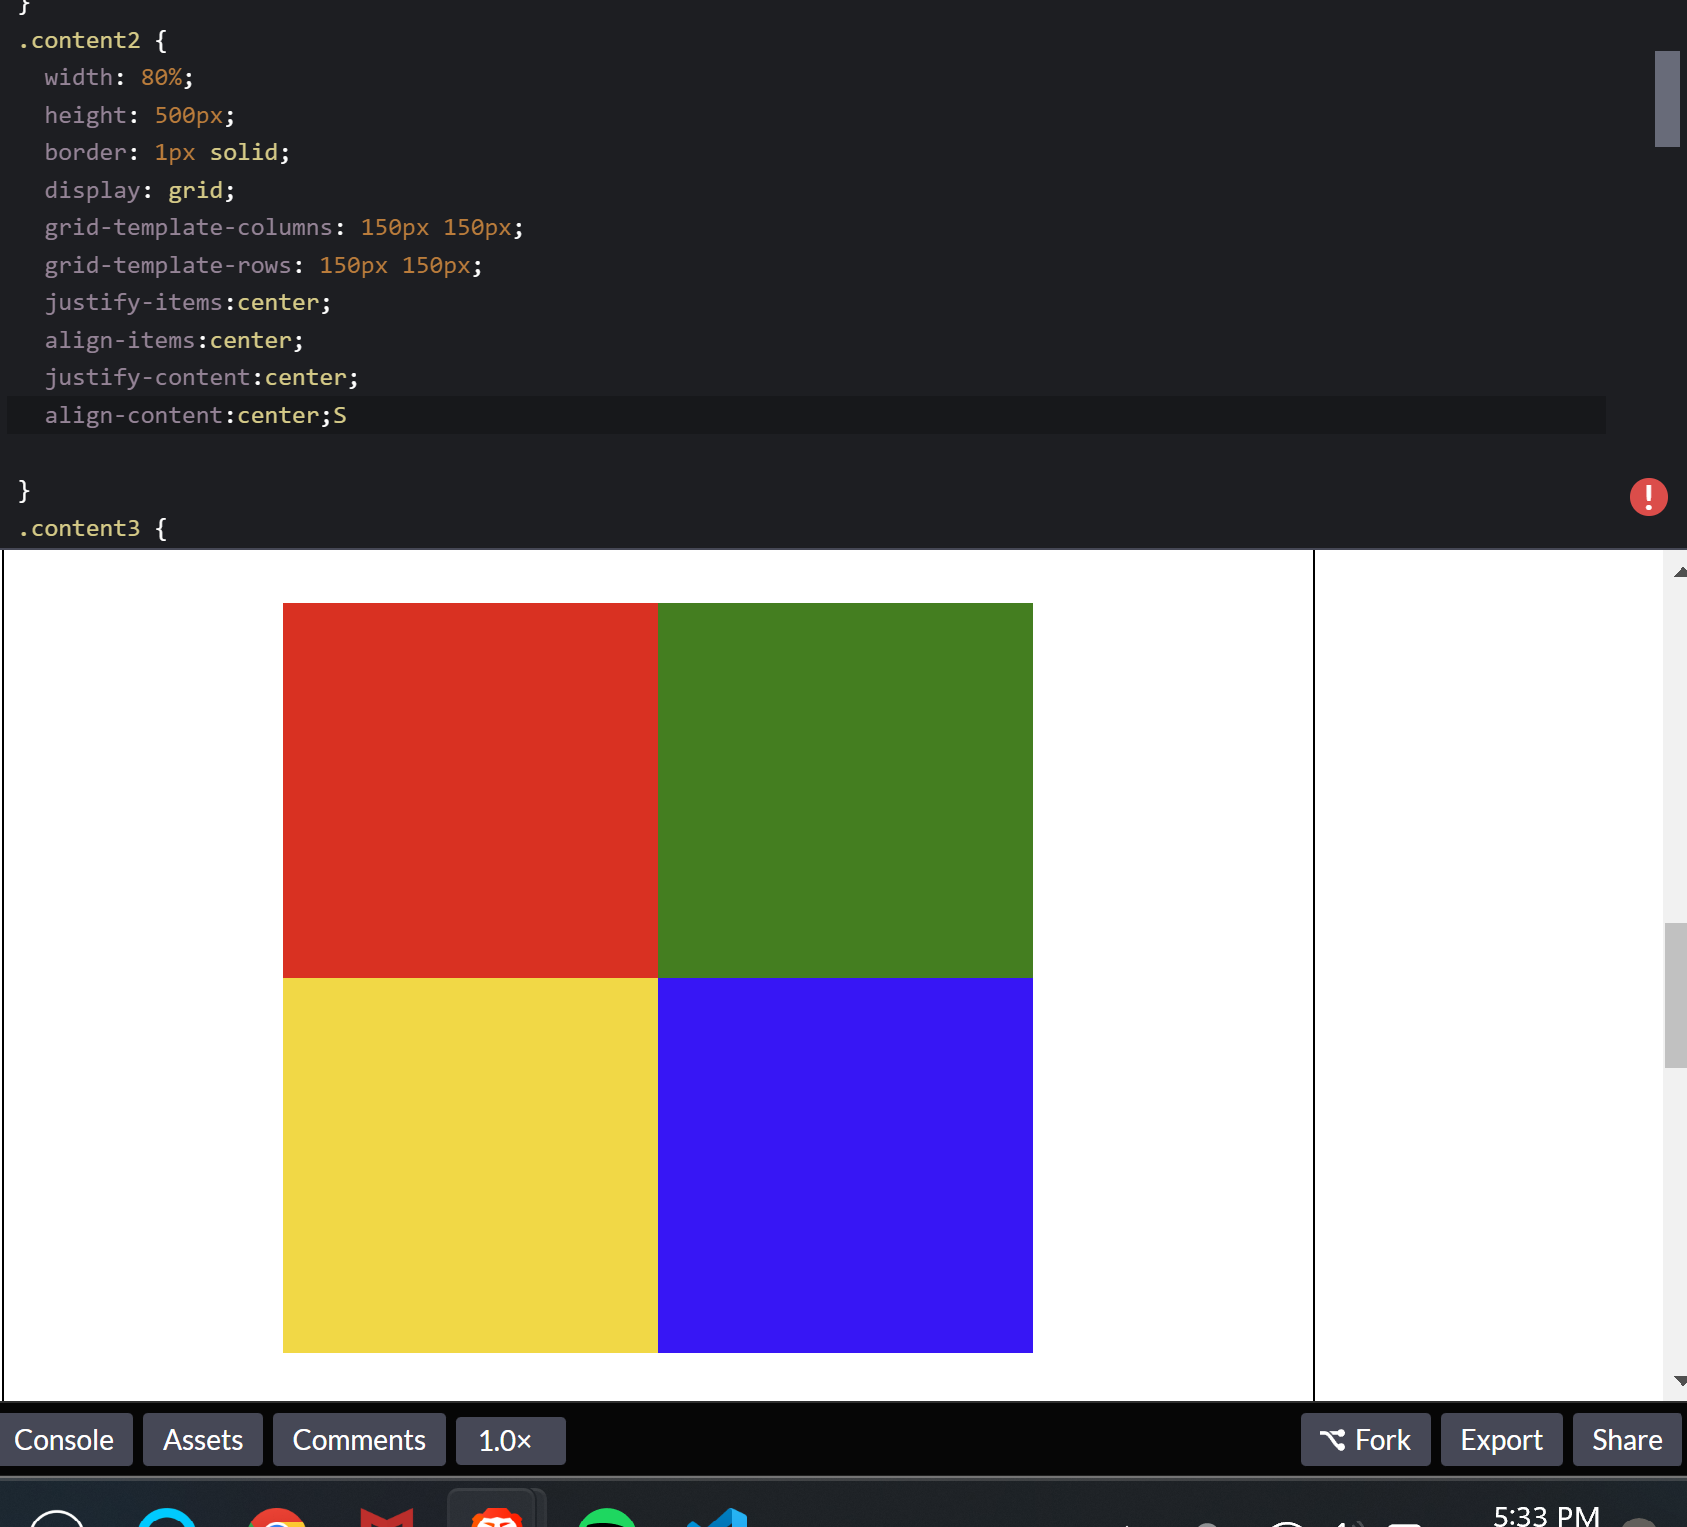 }
.content2 {
width: 80%;
height: 500px;
border: 1px solid;
display: grid;
grid-template-columns: 150px 150px;
grid-template-rows: 150px 150px;
justify-items:center;
align-items:center;
justify-content:center;
align-content:center;S
}
!
.content3 {
Console Assets Comments 1.0× Fork Export Share
5:33 PM